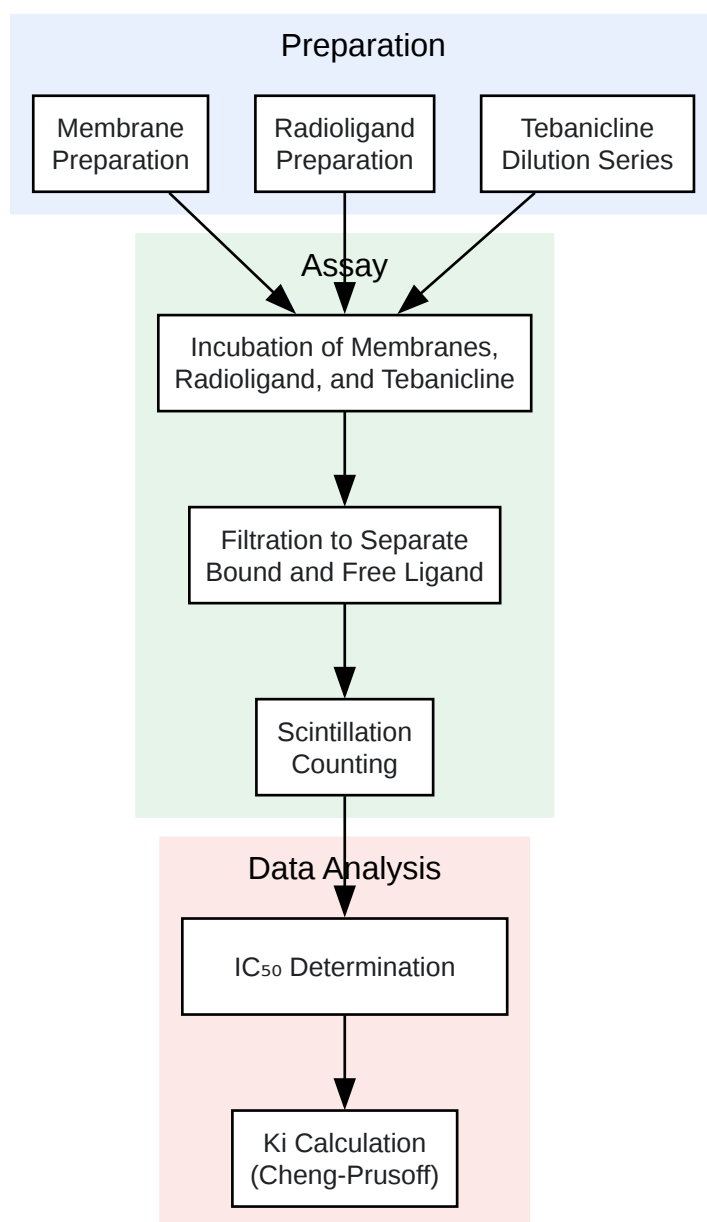 Preparation
Membrane
Preparation
Radioligand
Preparation
Tebanicline
Dilution Series
Assay
Incubation of Membranes,
Radioligand, and Tebanicline
Filtration to Separate
Bound and Free Ligand
Scintillation
Counting
Data Analysis
IC₅₀ Determination
Ki Calculation
(Cheng-Prusoff)